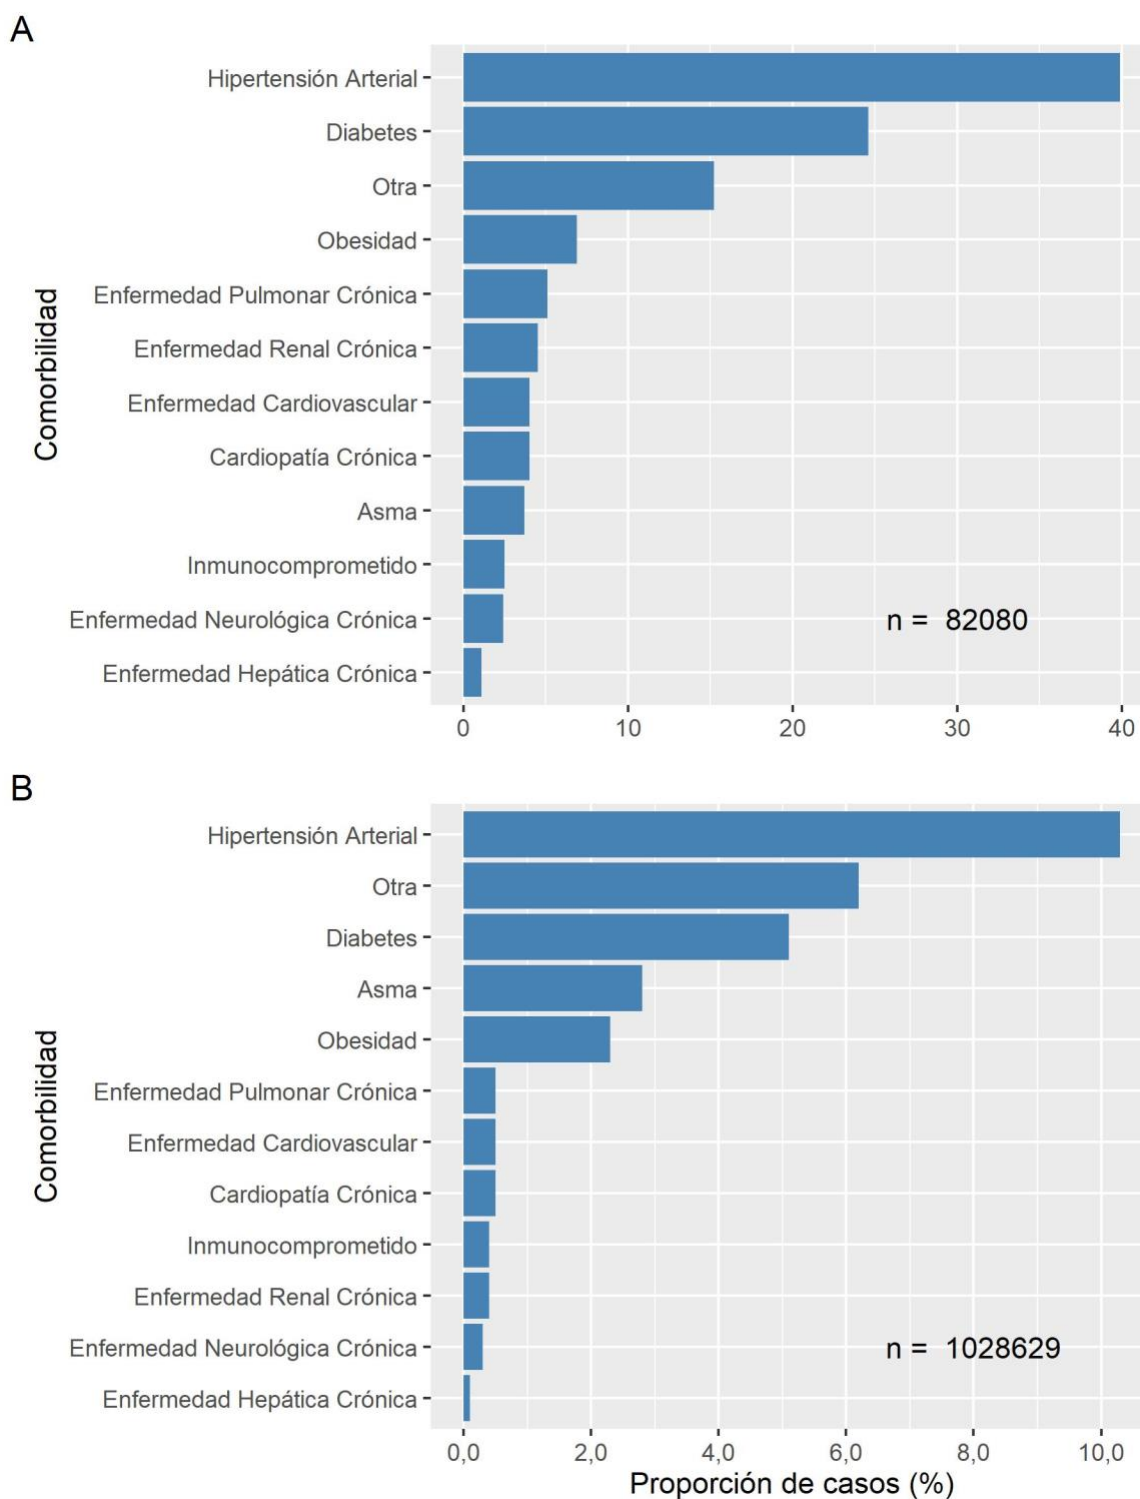 A
Hipertensión Arterial
Diabetes
Otra
Obesidad
Enfermedad Pulmonar Crónica
Enfermedad Renal Crónica
Enfermedad Cardiovascular
Cardiopatía Crónica
Asma
Inmunocomprometido
Enfermedad Neurológica Crónica
Enfermedad Hepática Crónica
Comorbilidad
n = 82080
0 10 20 30 40
B
Hipertensión Arterial
Otra
Diabetes
Asma
Obesidad
Enfermedad Pulmonar Crónica
Enfermedad Cardiovascular
Cardiopatía Crónica
Inmunocomprometido
Enfermedad Renal Crónica
Enfermedad Neurológica Crónica
Enfermedad Hepática Crónica
Comorbilidad
n = 1028629
0,0 2,0 4,0 6,0 8,0 10,0
Proporción de casos (%)